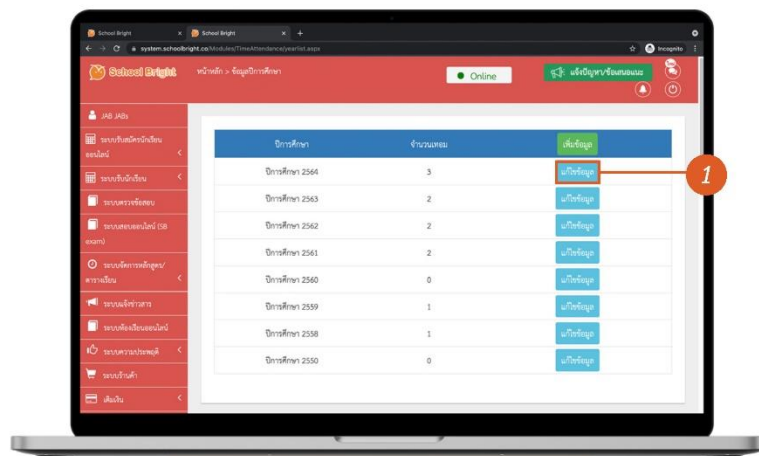 School Bright
School Bright
system.schoolbright.co/Modules/TimeAttendance/yearlist.aspx
Incognito
School Bright
หน้าหลัก > ข้อมูลปีการศึกษา
Online
แจ้งปัญหา/ข้อเสนอแนะ
JAB JABs
ระบบรับสมัครนักเรียน
ออนไลน์
ระบบรับนักเรียน
ระบบตรวจข้อสอบ
ระบบสอบออนไลน์ (SB
exam)
ระบบจัดการหลักสูตร/
ตารางเรียน
ระบบแจ้งข่าวสาร
ระบบห้องเรียนออนไลน์
ระบบความประพฤติ
ระบบร้านค้า
เติมเงิน
ปีการศึกษา จำนวนเทอม เพิ่มข้อมูล
ปีการศึกษา 2564 3 แก้ไขข้อมูล
ปีการศึกษา 2563 2 แก้ไขข้อมูล
ปีการศึกษา 2562 2 แก้ไขข้อมูล
ปีการศึกษา 2561 2 แก้ไขข้อมูล
ปีการศึกษา 2560 0 แก้ไขข้อมูล
ปีการศึกษา 2559 1 แก้ไขข้อมูล
ปีการศึกษา 2558 1 แก้ไขข้อมูล
ปีการศึกษา 2550 0 แก้ไขข้อมูล
1